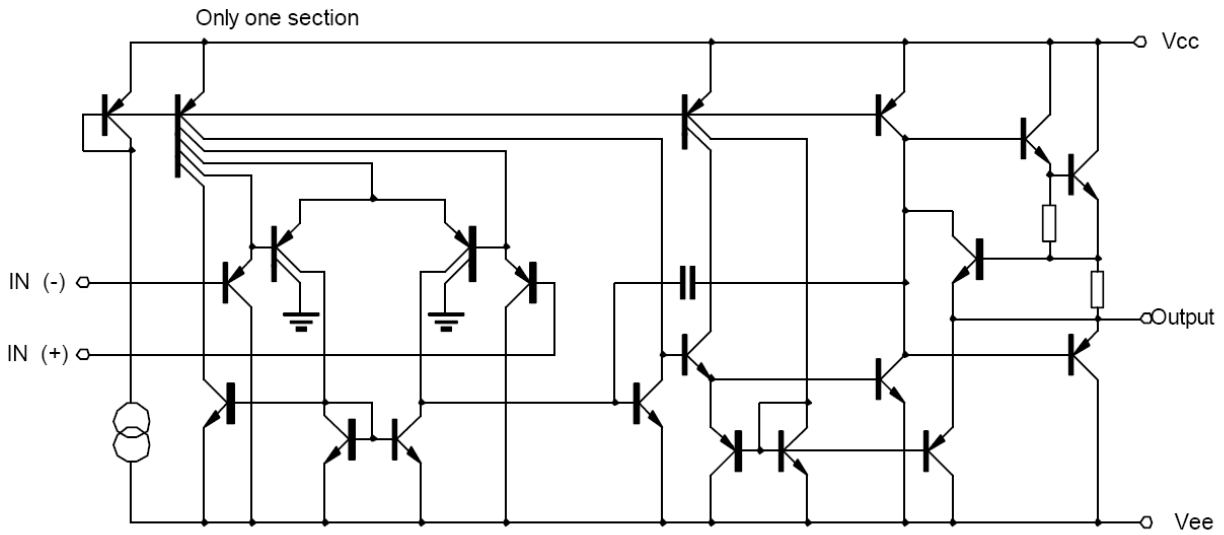 Only one section
Vcc
IN (-)
Output
IN (+)
Vee